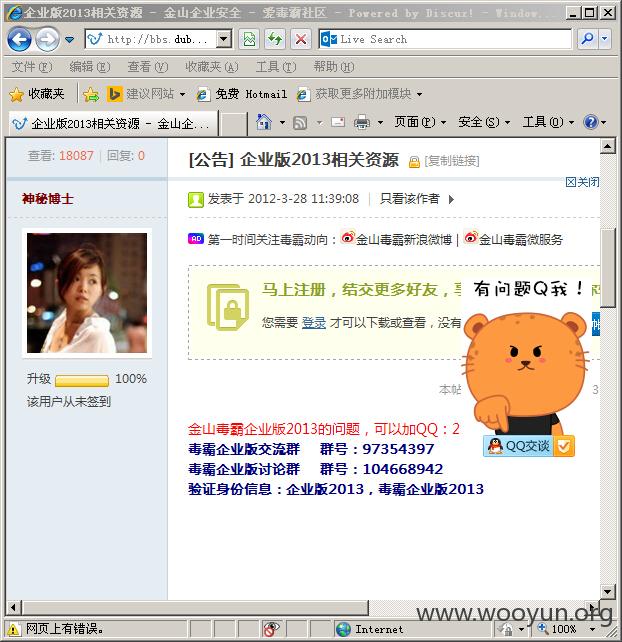 企业版2013相关资源 - 金山企业安全 - 爱毒霸社区 - Powered by Discuz! - Window...
http://bbs.dub...
Live Search
文件(F) 编辑(E) 查看(V) 收藏夹(A) 工具(T) 帮助(H)
收藏夹 建议网站 免费 Hotmail 获取更多附加模块
企业版2013相关资源 - 金山企... 页面(P) 安全(S) 工具(O)
查看: 18087 | 回复: 0
[公告] 企业版2013相关资源 [复制链接]
关闭
神秘博士
发表于 2012-3-28 11:39:08 | 只看该作者
AD 第一时间关注毒霸动向：金山毒霸新浪微博 | 金山毒霸微服务
马上注册，结交更多好友，享
有问题Q我！
您需要 登录 才可以下载或查看，没有
帐
升级 100%
本帖
3
该用户从未签到
金山毒霸企业版2013的问题，可以加QQ：2
QQ交谈
毒霸企业版交流群 群号：97354397
毒霸企业版讨论群 群号：104668942
验证身份信息：企业版2013，毒霸企业版2013
www.wooyun.org
网页上有错误。 Internet 100%